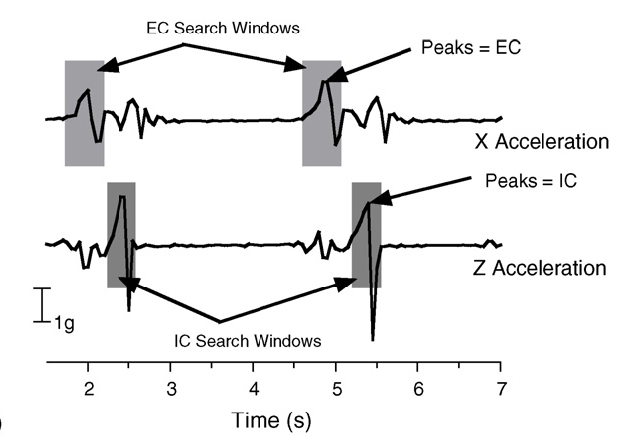 EC Search Windows
Peaks = EC
X Acceleration
Peaks = IC
Z Acceleration
1g
IC Search Windows
2 3 4 5 6 7
Time (s)
)